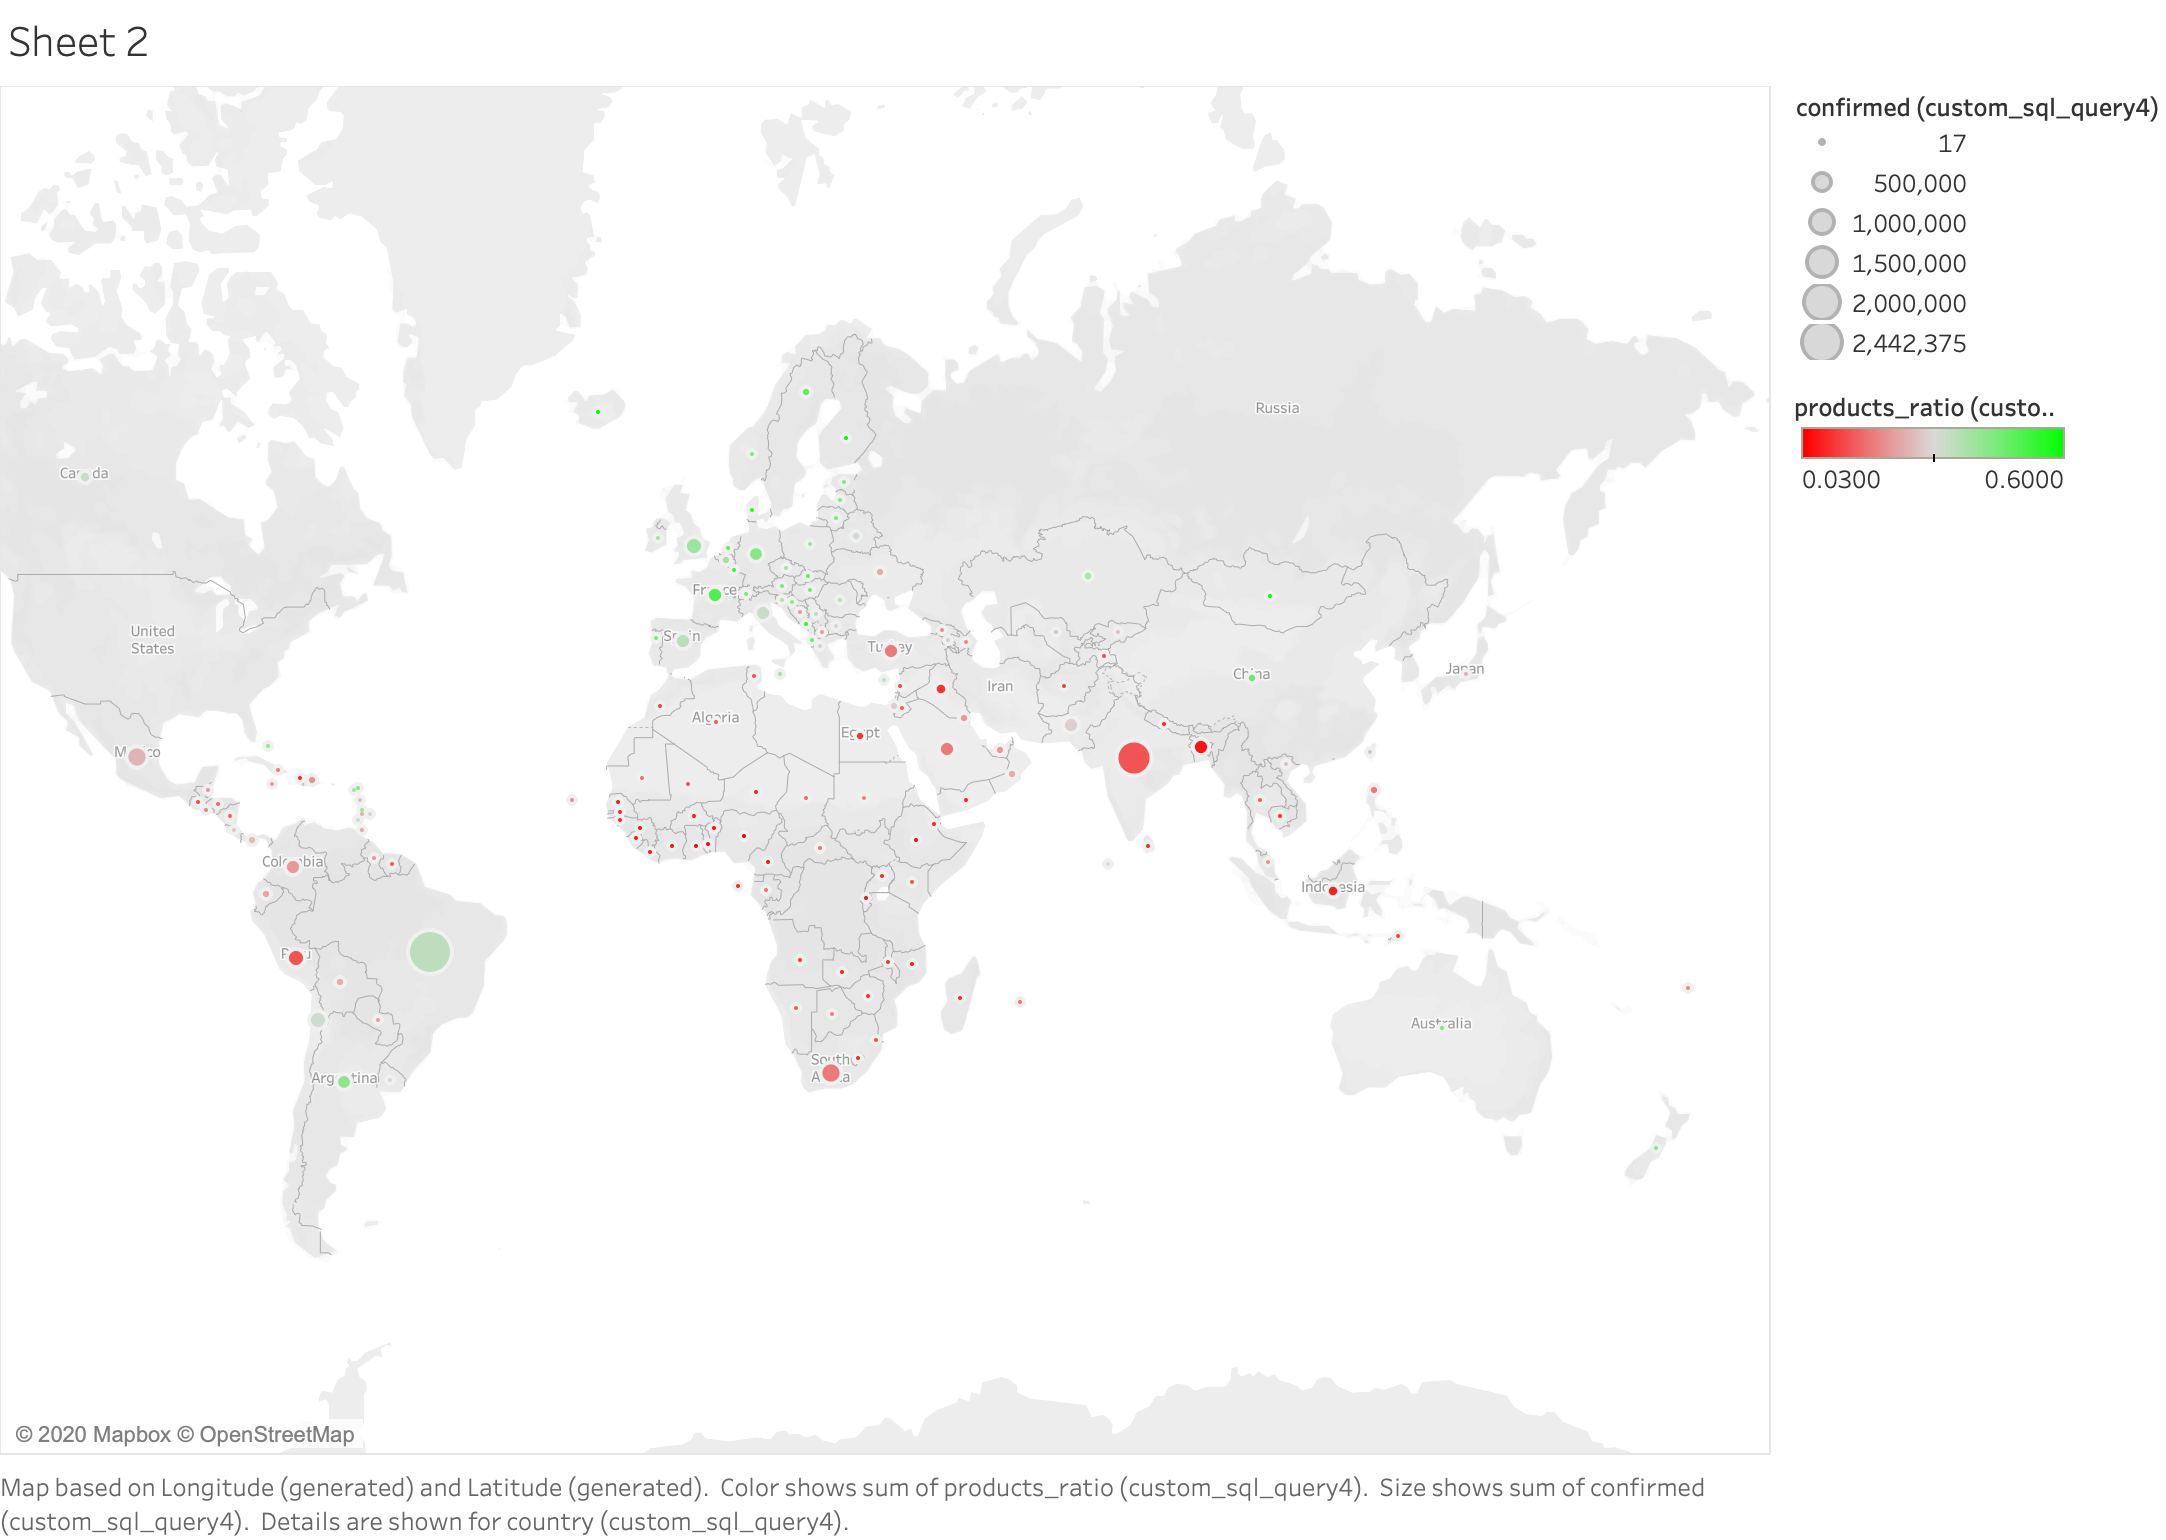 Sheet 2
confirmed (custom_sql_query4)
17
500,000
1,000,000
1,500,000
2,000,000
2,442,375
products_ratio (custo..
0.0300
0.6000
Russia
Canada
France
United
States
Spain
Turkey
China
Japan
Iran
Algeria
Egypt
Mexico
Colombia
Indonesia
Peru
Australia
South
Africa
Argentina
© 2020 Mapbox © OpenStreetMap
Map based on Longitude (generated) and Latitude (generated).  Color shows sum of products_ratio (custom_sql_query4).  Size shows sum of confirmed
(custom_sql_query4).  Details are shown for country (custom_sql_query4).